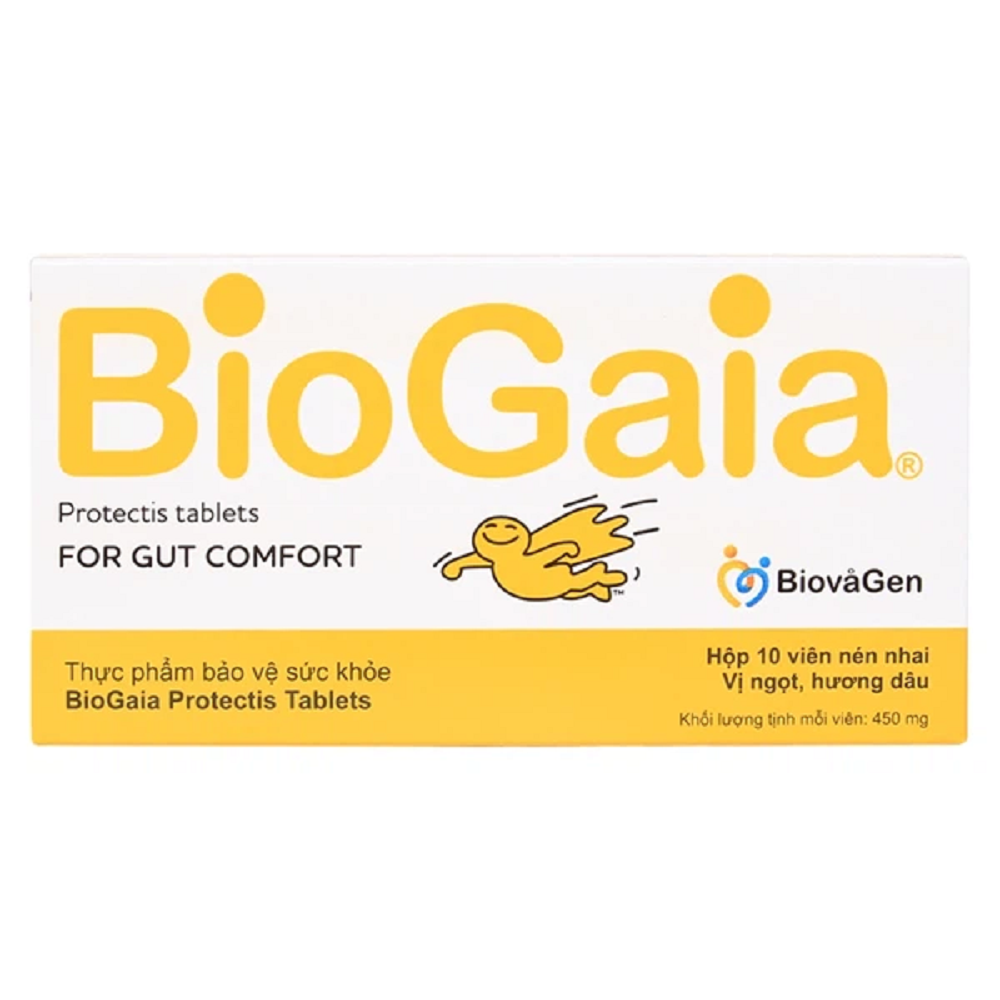 BioGaia®
Protectis tablets
FOR GUT COMFORT
TM
BiovåGen
Thực phẩm bảo vệ sức khỏe
BioGaia Protectis Tablets
Hộp 10 viên nén nhai
Vị ngọt, hương dâu
Khối lượng tịnh mỗi viên: 450 mg